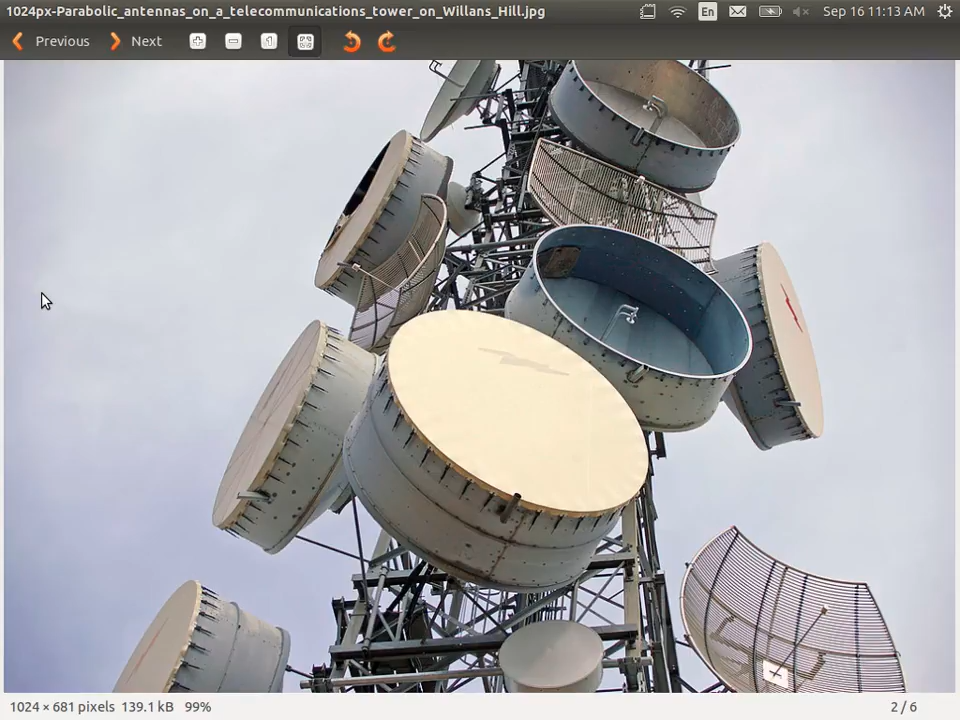 1024px-Parabolic_antennas_on_a_telecommunications_tower_on_Willans_Hill.jpg
En
Sep 16 11:13 AM
Previous
Next
1
1024 × 681 pixels 139.1 kB 99%
2 / 6